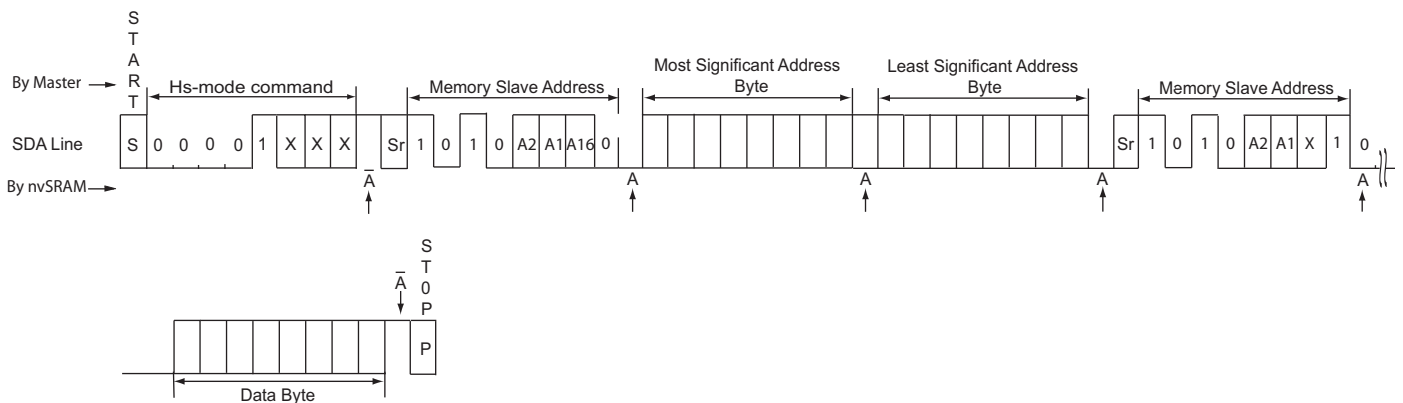 START
By Master
Hs-mode command
Memory Slave Address
Most Significant Address
Byte
Least Significant Address
Byte
Memory Slave Address
SDA Line
S 0 0 0 0 1 X X X Sr 1 0 1 0 A2 A1 A16 0 Sr 1 0 1 0 A2 A1 X 1 0
By nvSRAM
A̅ A A A A
ST0P
A̅
P
Data Byte